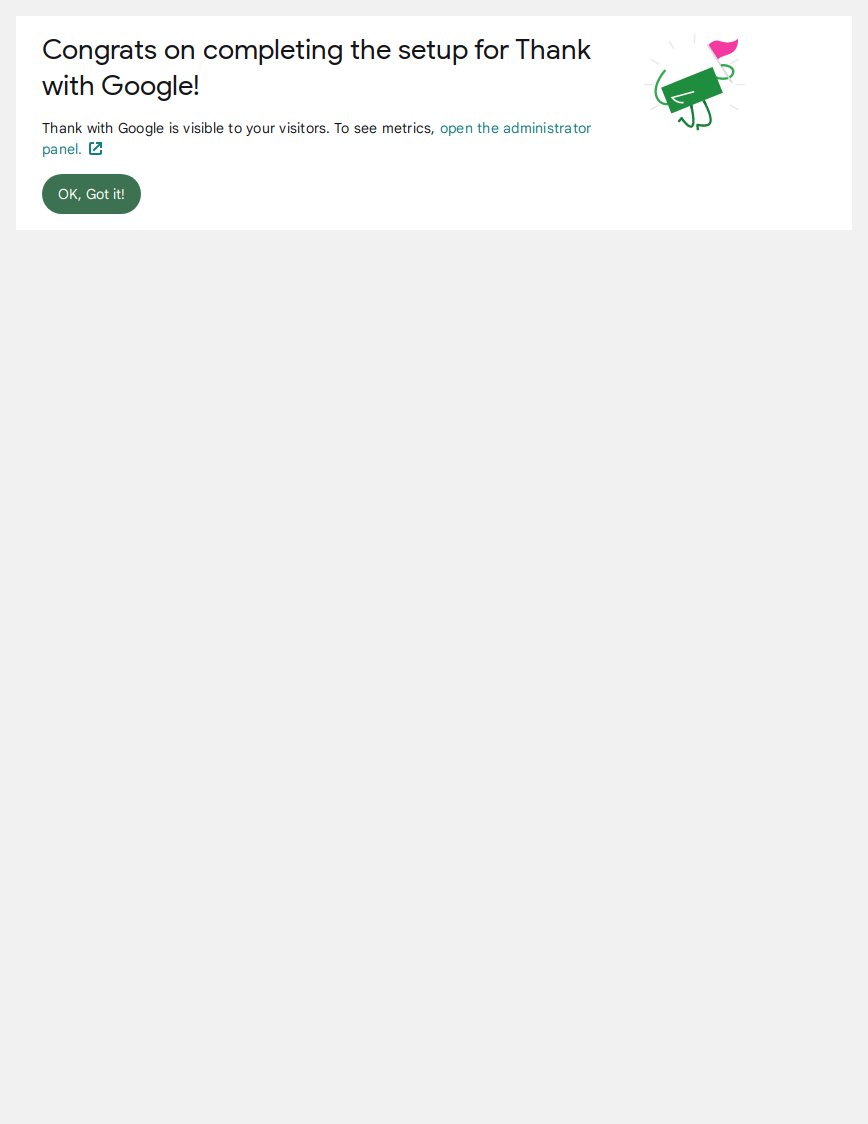 Congrats on completing the setup for Thank
with Google!
Thank with Google is visible to your visitors. To see metrics, open the administrator
panel.
OK, Got it!